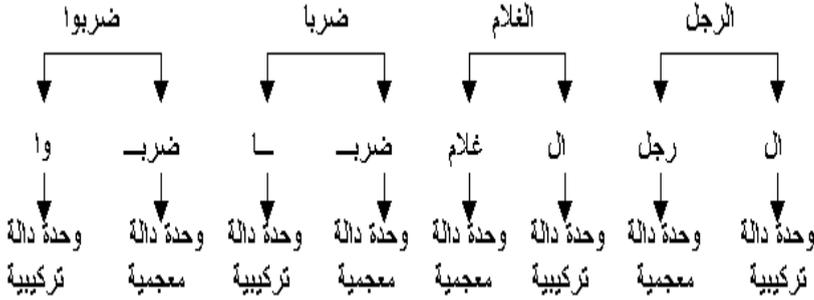 الرجل الغلام ضربا ضربوا
ال رجل ال غلام ضربـ ـا ضربـ وا
وحدة دالة وحدة دالة وحدة دالة وحدة دالة وحدة دالة وحدة دالة وحدة دالة وحدة دالة
تركيبية معجمية تركيبية معجمية معجمية تركيبية معجمية تركيبية